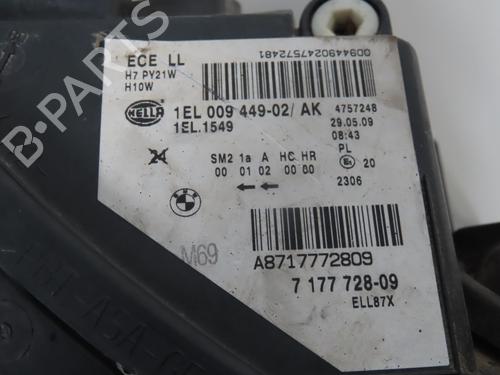 ECE LL
H7 PY21W
H10W
0094490247572481
HELLA
1EL 009 449-02/ AK
1EL.1549
4757248
29.05.09
08:43
PL
24
SM2 1a A HC HR
00 01 02 00 00
E 20
2306
M69
A8717772809
7 177 728-09
ELL87X